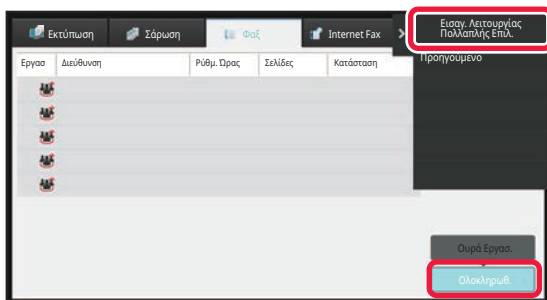 Εκτύπωση Σάρωση Φαξ Internet Fax >
Εισαγ. Λειτουργίας
Πολλαπλής Επιλ.
Προηγούμενο
Εργασ Διεύθυνση Ρύθμ. Ώρας Σελίδες Κατάσταση
Ουρά Εργασ.
Ολοκληρωθ.